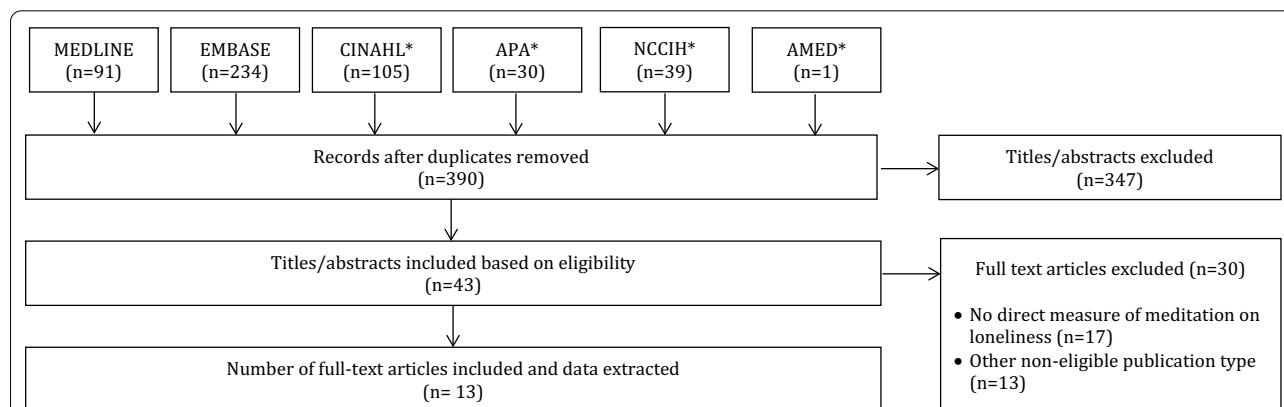 MEDLINE
(n=91)
EMBASE
(n=234)
CINAHL*
(n=105)
APA*
(n=30)
NCCIH*
(n=39)
AMED*
(n=1)
Records after duplicates removed
(n=390)
Titles/abstracts excluded
(n=347)
Titles/abstracts included based on eligibility
(n=43)
Full text articles excluded (n=30)
• No direct measure of meditation on
loneliness (n=17)
• Other non-eligible publication type
(n=13)
Number of full-text articles included and data extracted
(n= 13)